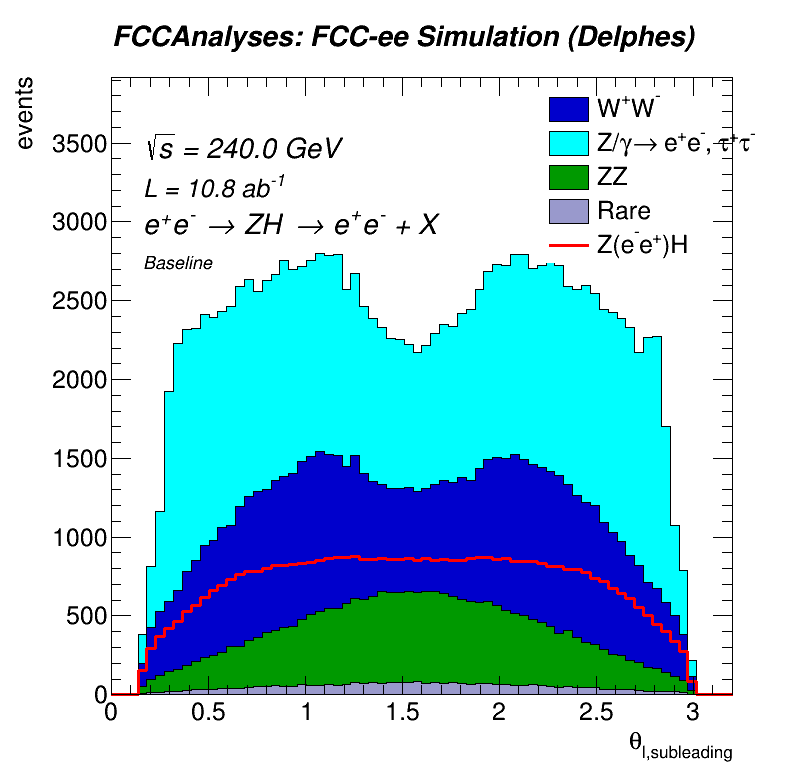 FCCAnalyses: FCC-ee Simulation (Delphes)
events
√s = 240.0 GeV
L = 10.8 ab⁻¹
e⁺e⁻ → ZH → e⁺e⁻ + X
Baseline
W⁺W⁻
Z/γ→ e⁺e⁻, τ⁺τ⁻
ZZ
Rare
Z(e⁻e⁺)H
3500
3000
2500
2000
1500
1000
500
0
0 0.5 1 1.5 2 2.5 3
θ_l,subleading